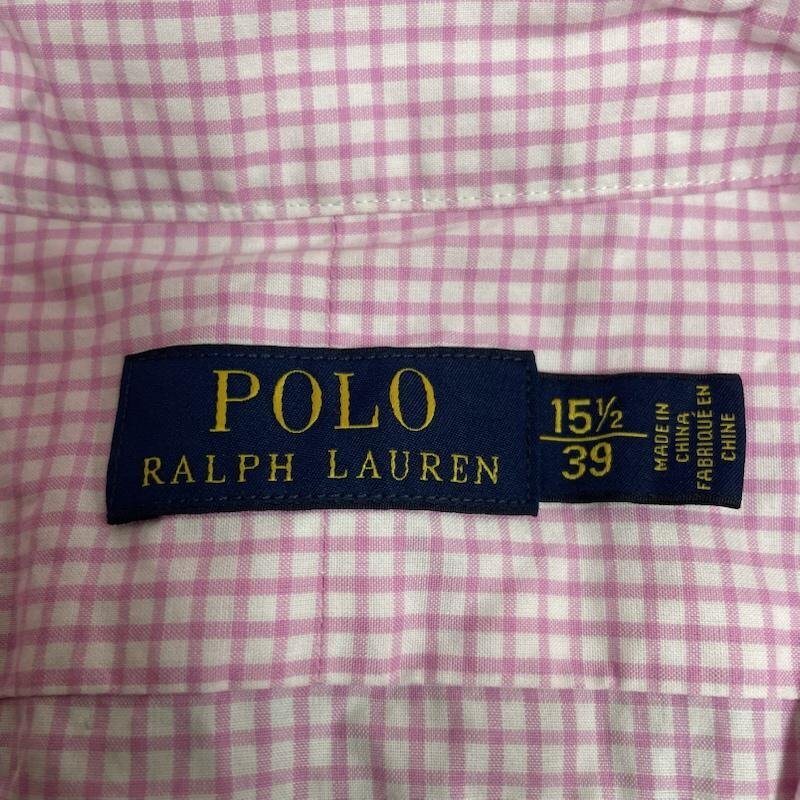 POLO
RALPH LAUREN
15½
39
MADE IN
CHINA
FABRIQUÉ EN
CHINE